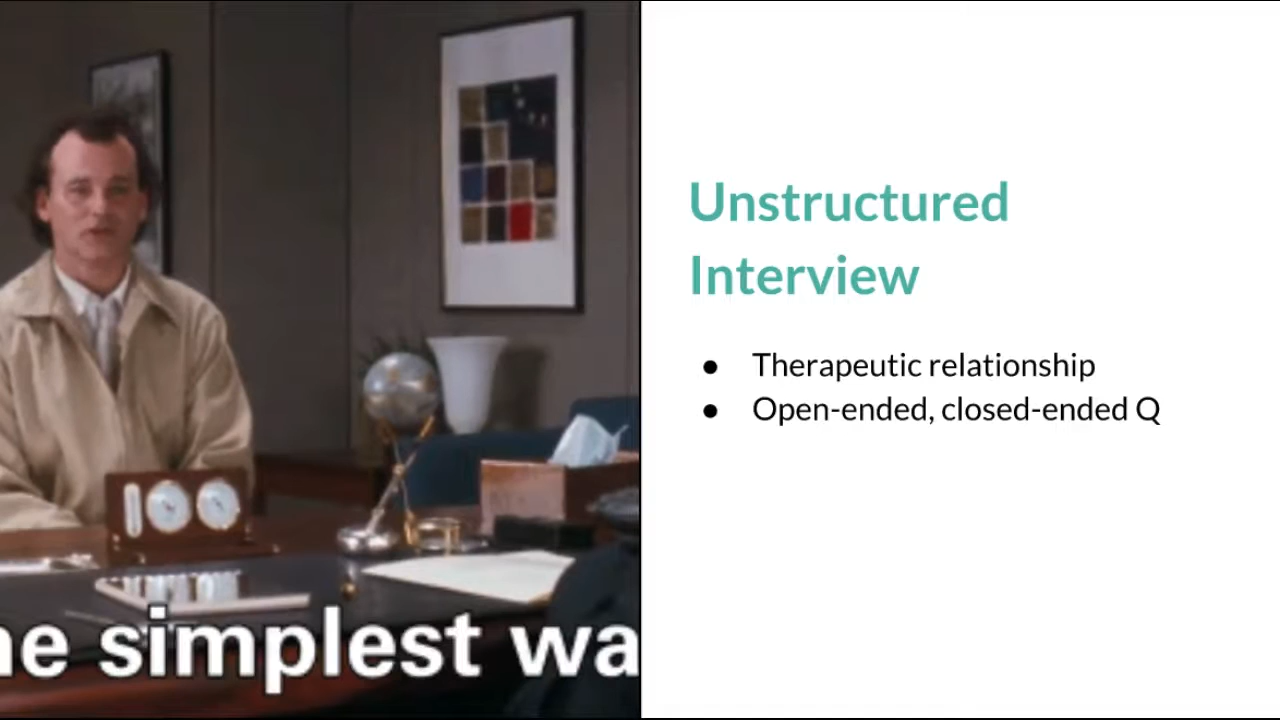 Unstructured
Interview
● Therapeutic relationship
● Open-ended, closed-ended Q
he simplest wa